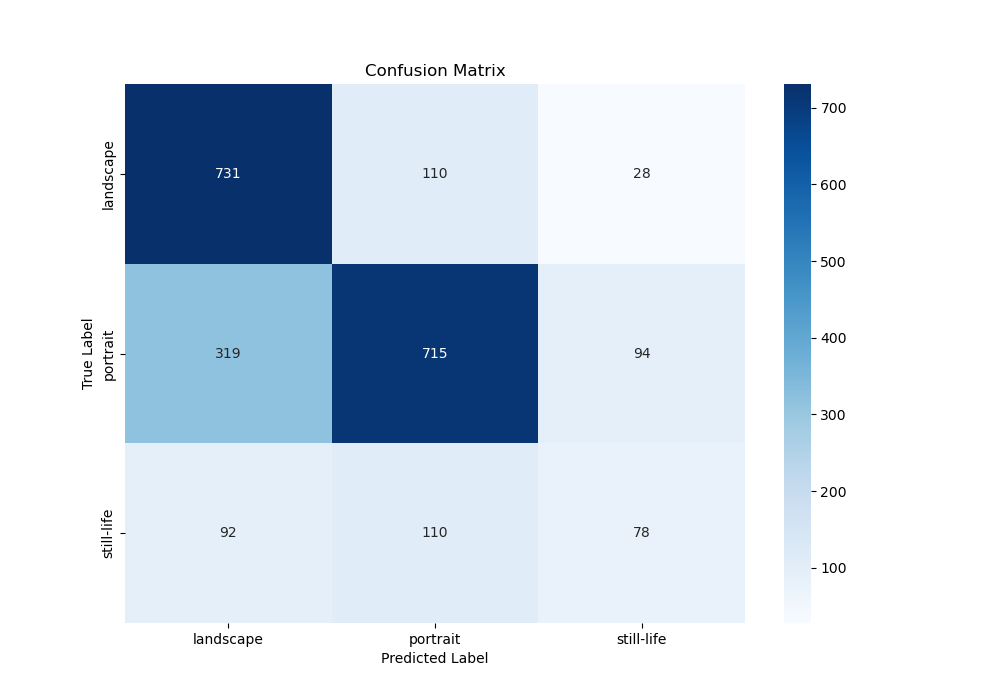 Confusion Matrix
True Label
landscape
731 110 28
portrait
319 715 94
still-life
92 110 78
landscape portrait still-life
Predicted Label
700
600
500
400
300
200
100